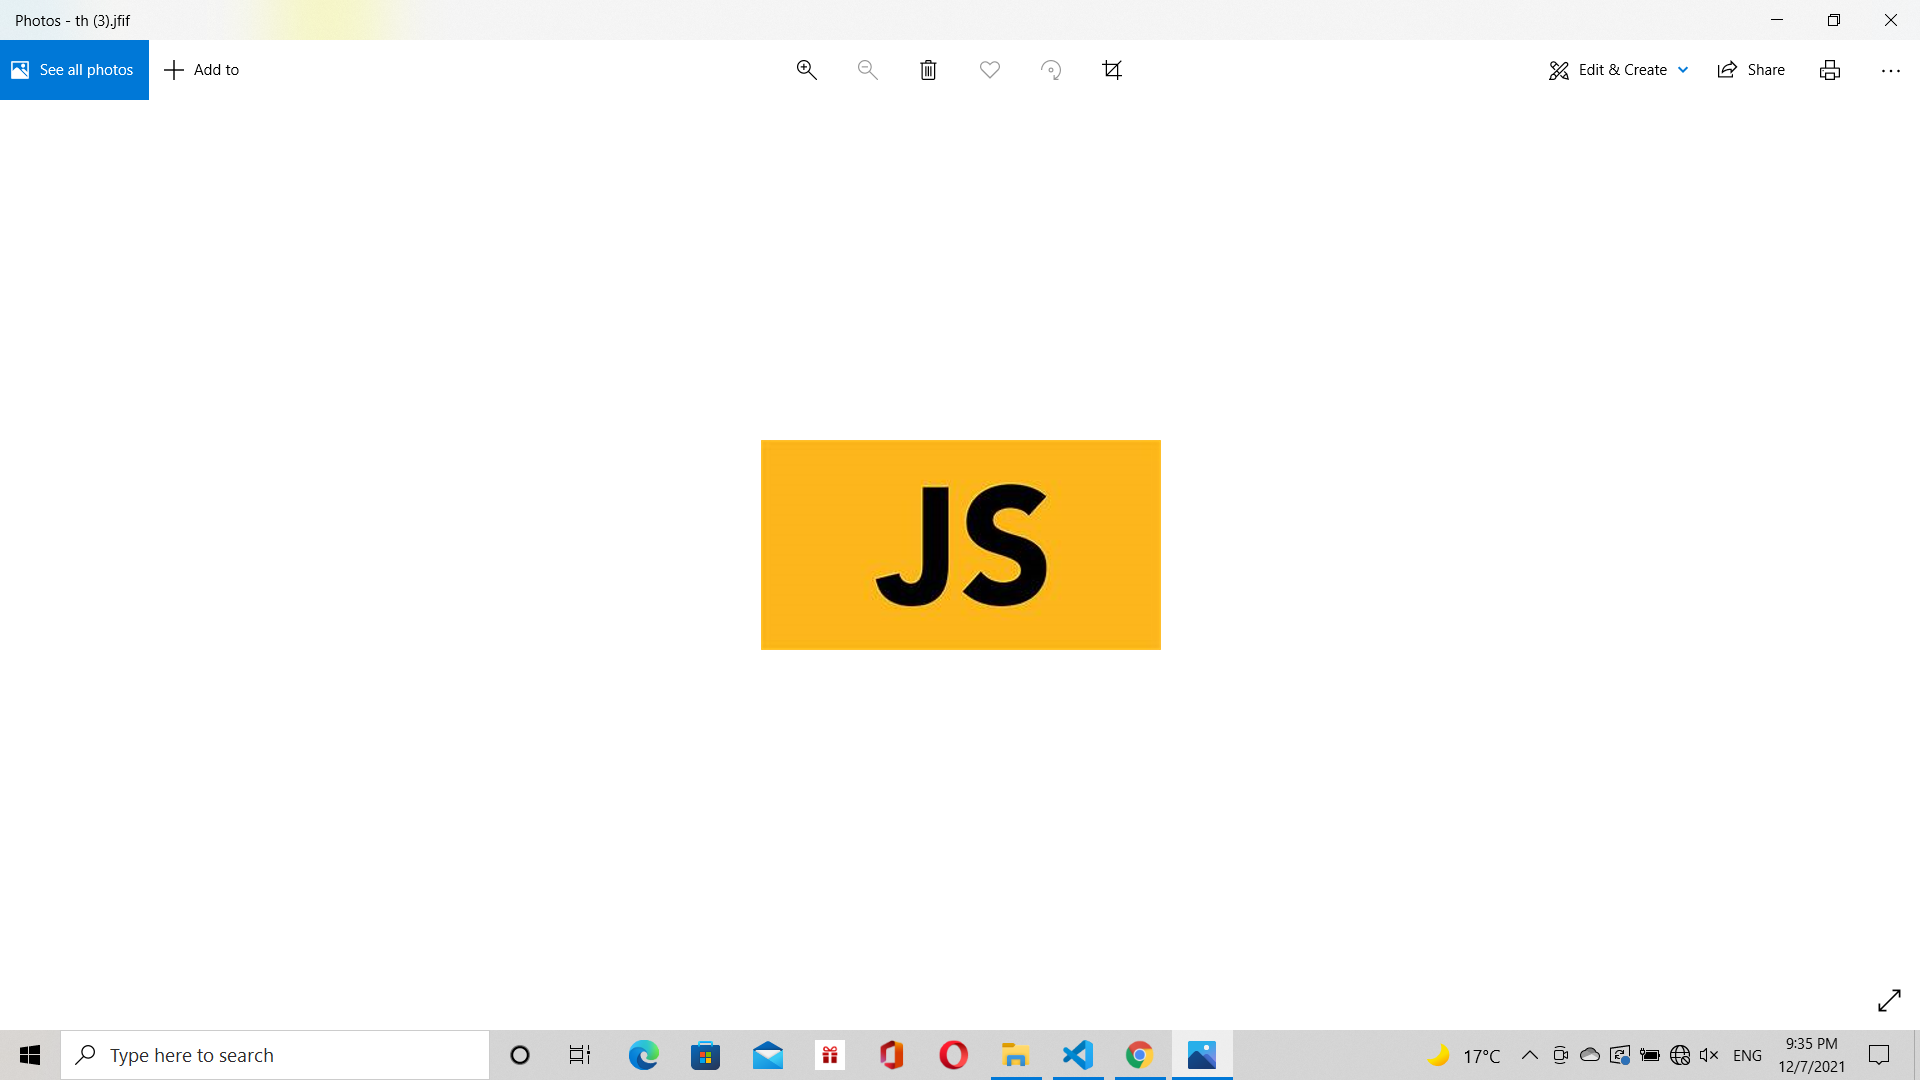 Photos - th (3).jfif
See all photos
Add to
Edit & Create
Share
JS
Type here to search
17°C
ENG
9:35 PM
12/7/2021